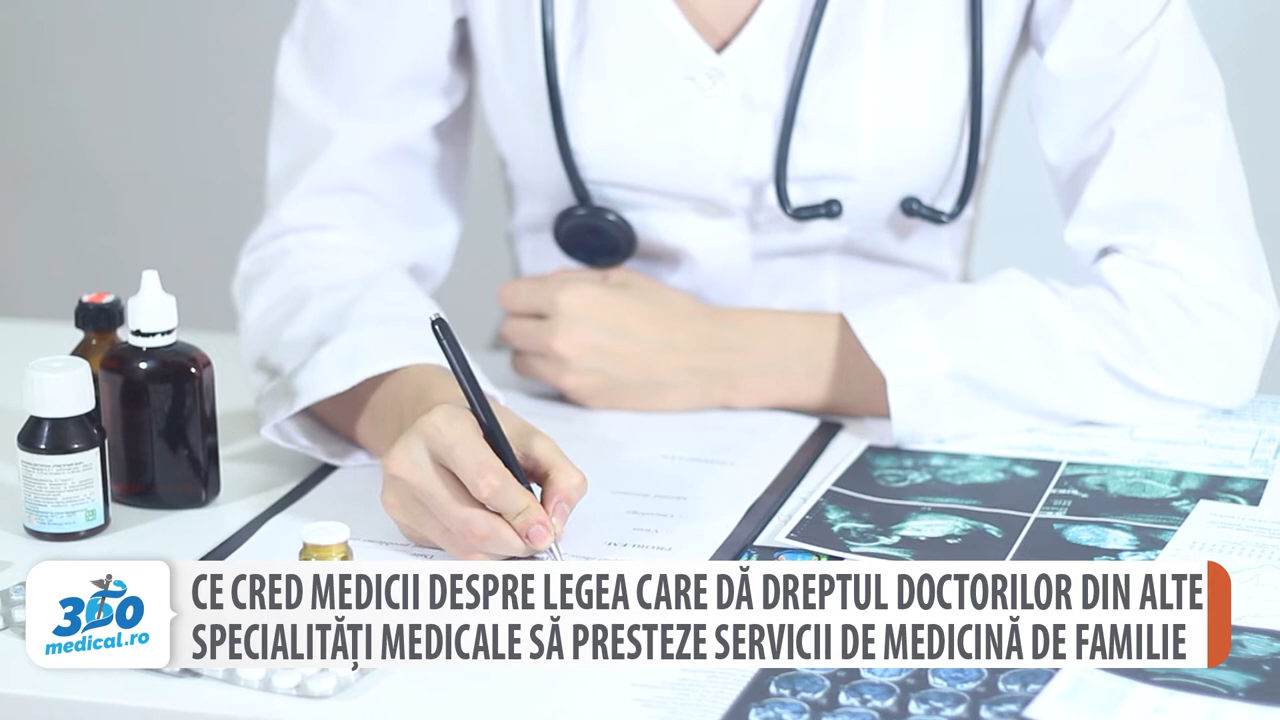 360
medical.ro
CE CRED MEDICII DESPRE LEGEA CARE DĂ DREPTUL DOCTORILOR DIN ALTE
SPECIALITĂȚI MEDICALE SĂ PRESTEZE SERVICII DE MEDICINĂ DE FAMILIE